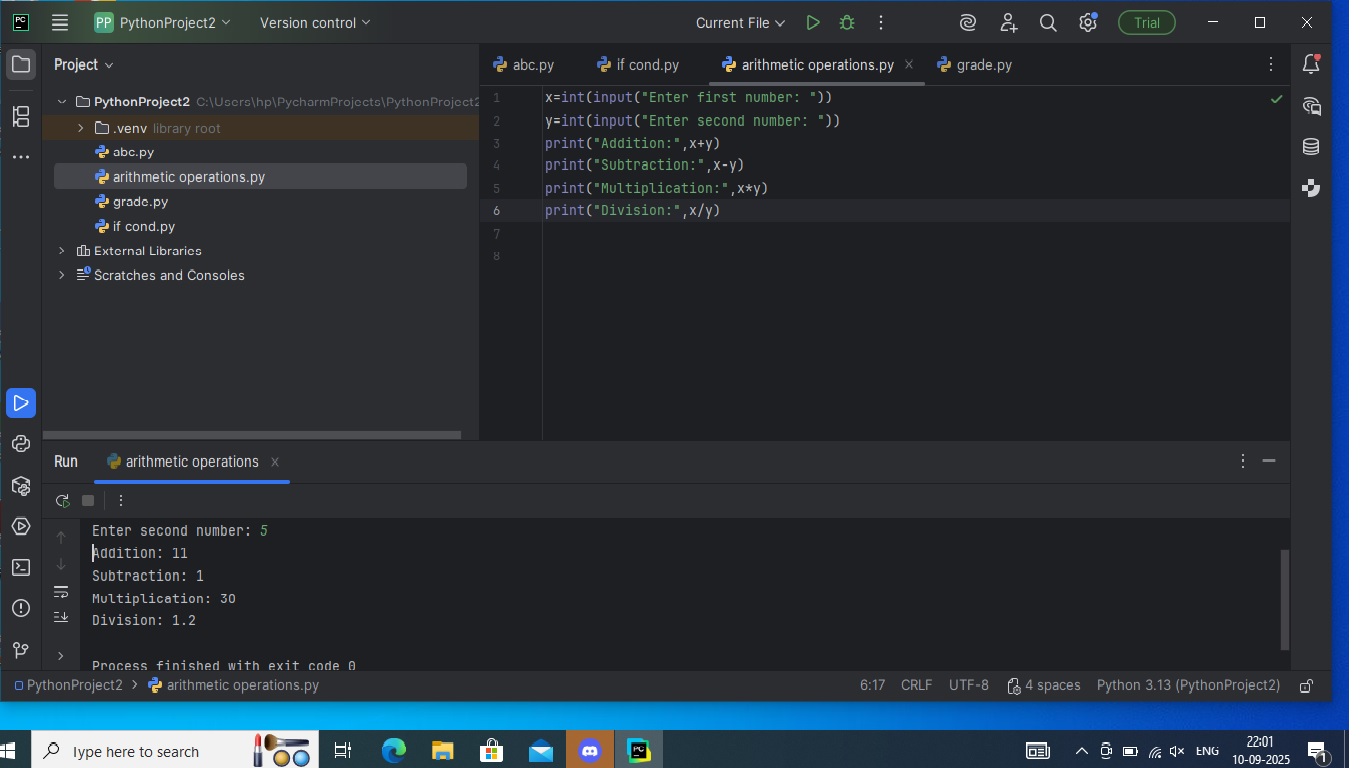 PC PP PythonProject2 Version control Current File Trial
Project
abc.py if cond.py arithmetic operations.py grade.py
PythonProject2 C:\Users\hp\PycharmProjects\PythonProject2
.venv library root
abc.py
arithmetic operations.py
grade.py
if cond.py
External Libraries
Scratches and Consoles
1 x=int(input("Enter first number: "))
2 y=int(input("Enter second number: "))
3 print("Addition:",x+y)
4 print("Subtraction:",x-y)
5 print("Multiplication:",x*y)
6 print("Division:",x/y)
7
8
Run arithmetic operations
Enter second number: 5
Addition: 11
Subtraction: 1
Multiplication: 30
Division: 1.2
Process finished with exit code 0
PythonProject2 arithmetic operations.py 6:17 CRLF UTF-8 4 spaces Python 3.13 (PythonProject2)
Type here to search PC ENG 22:01
10-09-2025 1